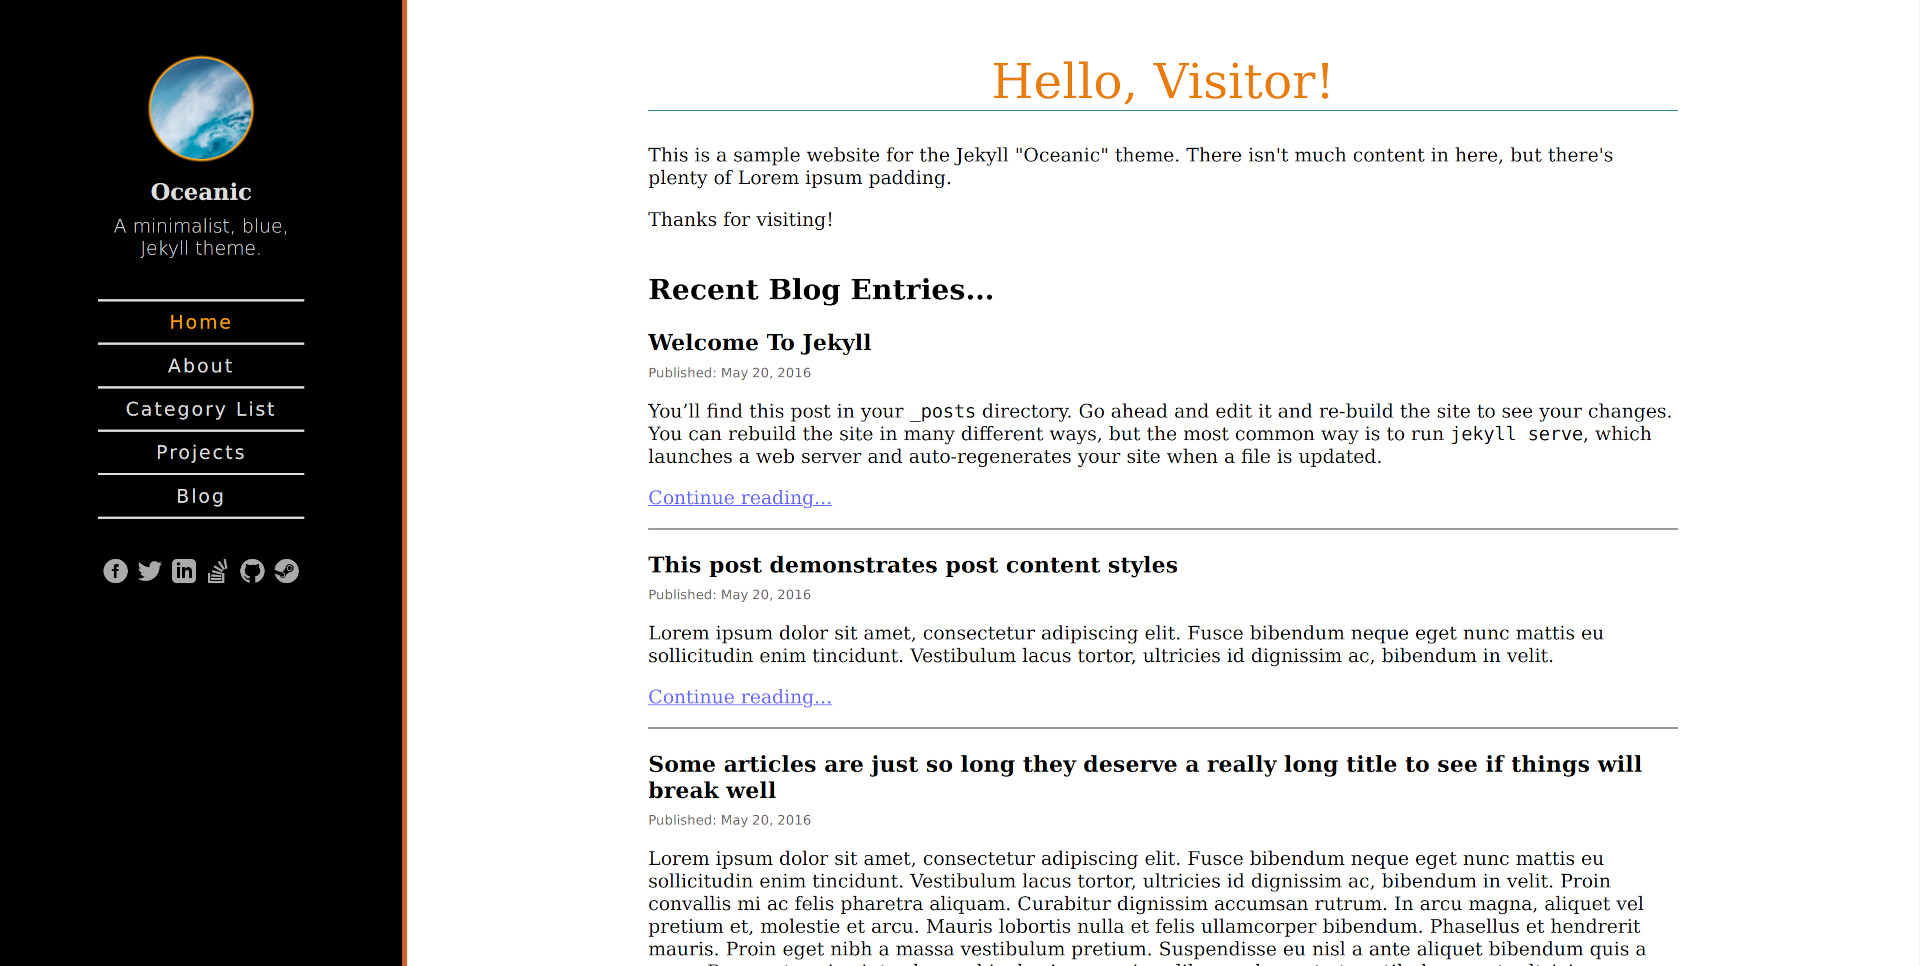 Oceanic
A minimalist, blue,
Jekyll theme.
Home
About
Category List
Projects
Blog
Hello, Visitor!
This is a sample website for the Jekyll "Oceanic" theme. There isn't much content in here, but there's
plenty of Lorem ipsum padding.
Thanks for visiting!
Recent Blog Entries...
Welcome To Jekyll
Published: May 20, 2016
You’ll find this post in your _posts directory. Go ahead and edit it and re-build the site to see your changes.
You can rebuild the site in many different ways, but the most common way is to run jekyll serve, which
launches a web server and auto-regenerates your site when a file is updated.
Continue reading...
This post demonstrates post content styles
Published: May 20, 2016
Lorem ipsum dolor sit amet, consectetur adipiscing elit. Fusce bibendum neque eget nunc mattis eu
sollicitudin enim tincidunt. Vestibulum lacus tortor, ultricies id dignissim ac, bibendum in velit.
Continue reading...
Some articles are just so long they deserve a really long title to see if things will
break well
Published: May 20, 2016
Lorem ipsum dolor sit amet, consectetur adipiscing elit. Fusce bibendum neque eget nunc mattis eu
sollicitudin enim tincidunt. Vestibulum lacus tortor, ultricies id dignissim ac, bibendum in velit. Proin
convallis mi ac felis pharetra aliquam. Curabitur dignissim accumsan rutrum. In arcu magna, aliquet vel
pretium et, molestie et arcu. Mauris lobortis nulla et felis ullamcorper bibendum. Phasellus et hendrerit
mauris. Proin eget nibh a massa vestibulum pretium. Suspendisse eu nisl a ante aliquet bibendum quis a